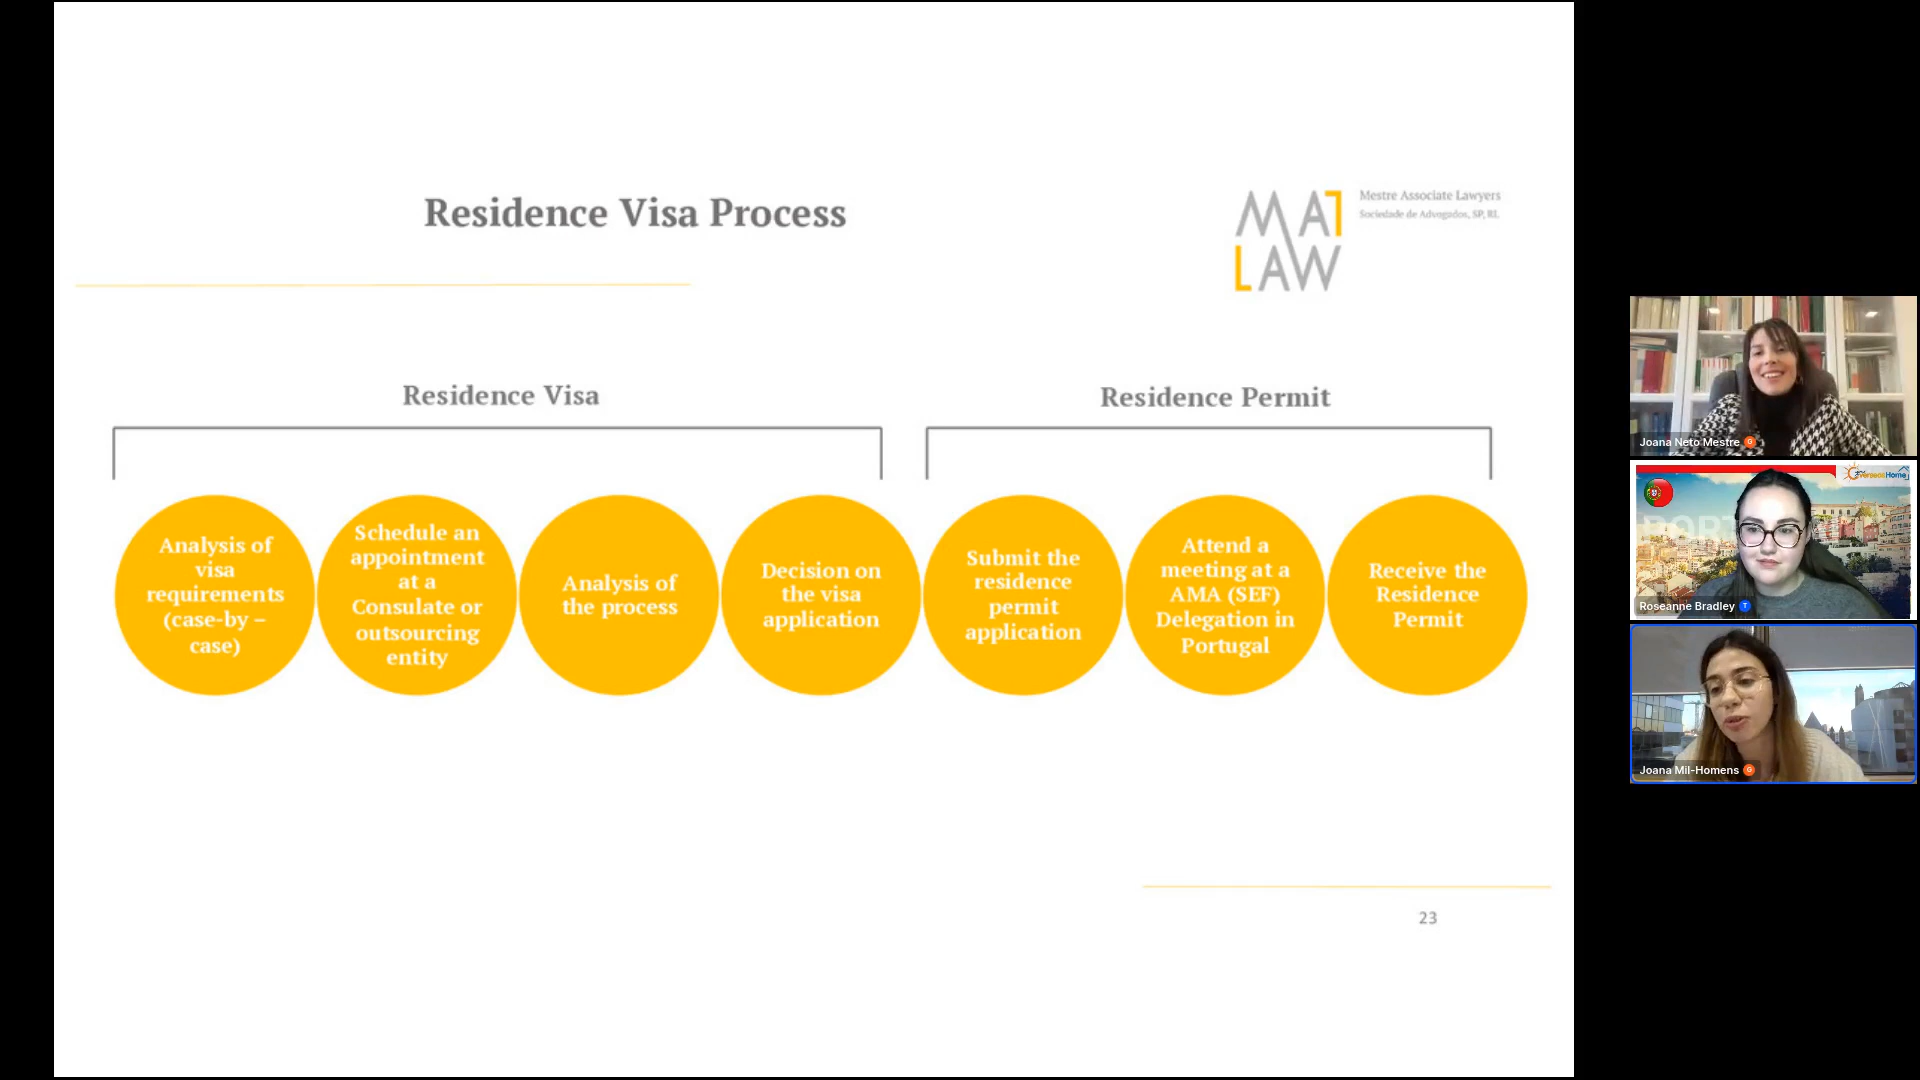 Residence Visa Process
MAT
LAW
Mestre Associate Lawyers
Sociedade de Advogados, SP, RL
Residence Visa
Residence Permit
Analysis of
visa
requirements
(case-by –
case)
Schedule an
appointment
at a
Consulate or
outsourcing
entity
Analysis of
the process
Decision on
the visa
application
Submit the
residence
permit
application
Attend a
meeting at a
AMA (SEF)
Delegation in
Portugal
Receive the
Residence
Permit
23
Joana Neto Mestre G
Roseanne Bradley T
Joana Mil-Homens G